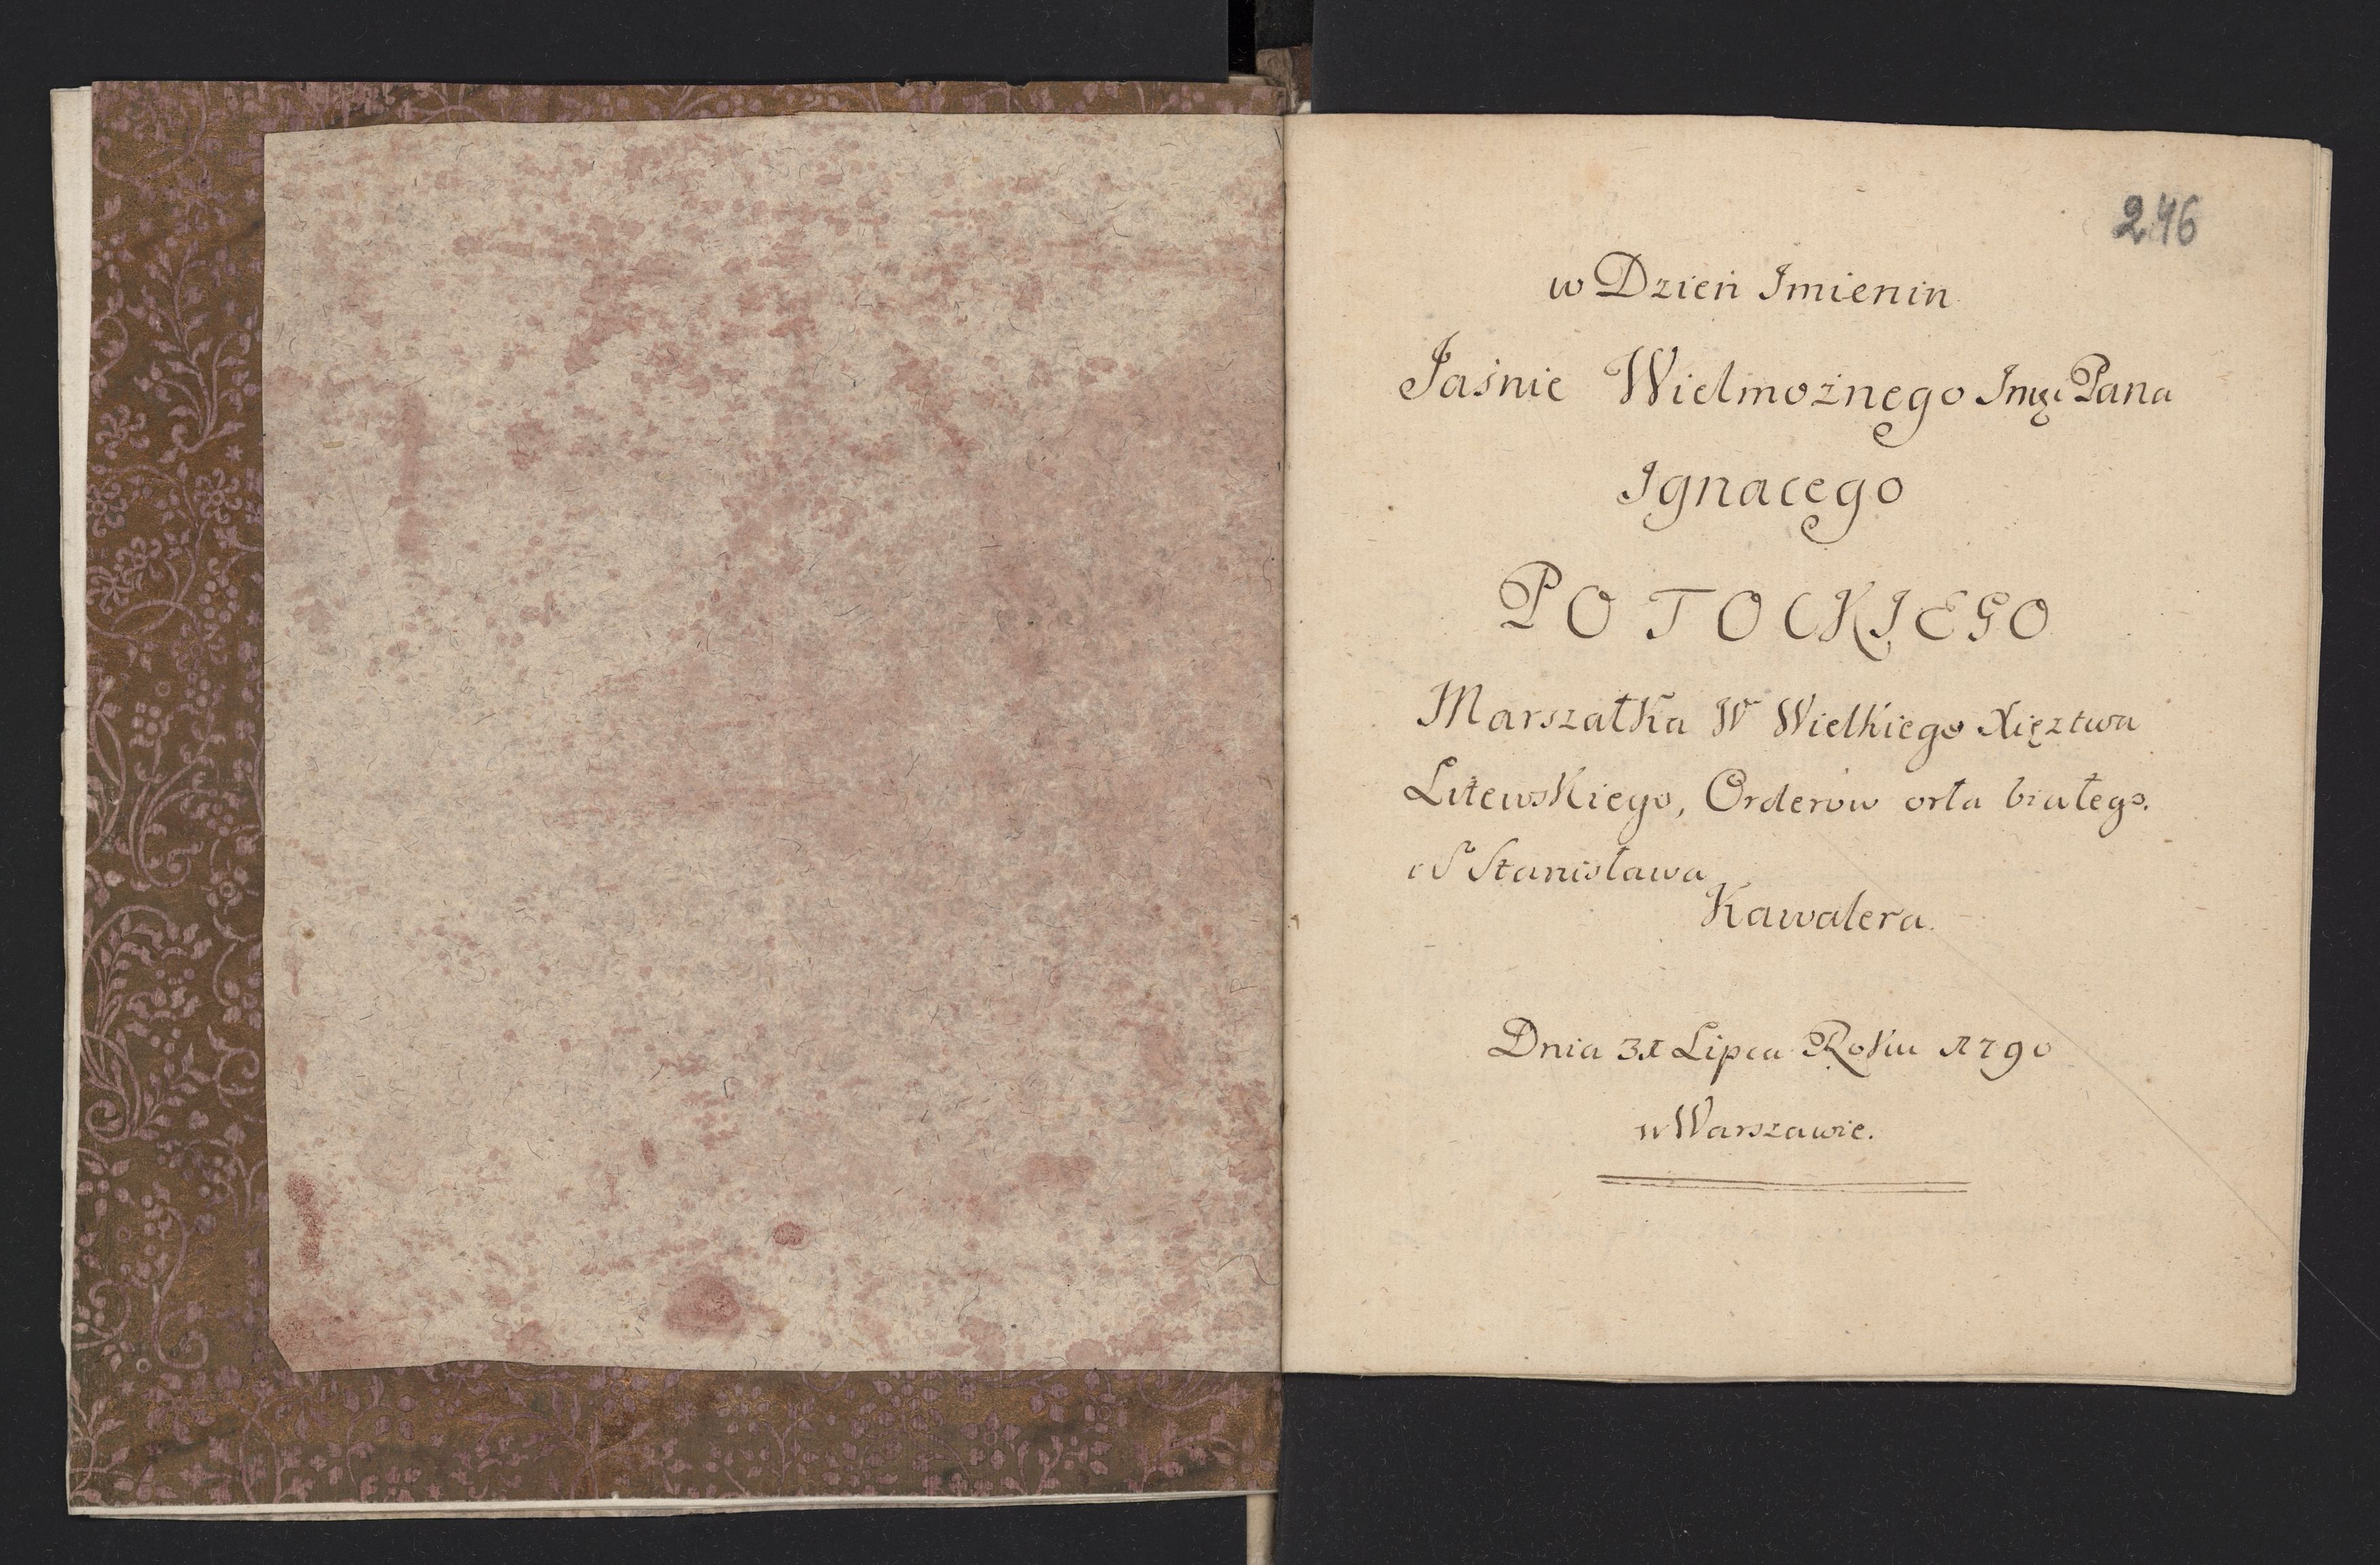 246
w Dzień Imienin
Jaśnie Wielmożnego Jmci Pana
Ignacego
POTOCKIEGO
Marszałka W Wielkiego Xięztwa
Litewskiego, Orderów orła białego.
i S Stanisława
Kawalera.
Dnia 31 Lipca Roku 1790
w Warszawie.